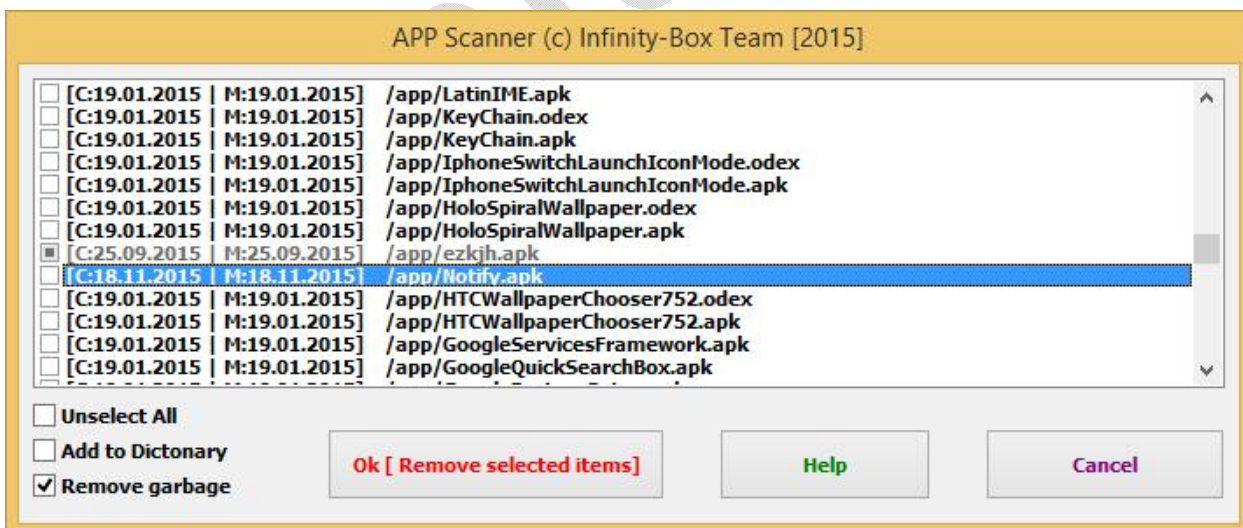 APP Scanner (c) Infinity-Box Team [2015]
[C:19.01.2015 | M:19.01.2015] /app/LatinIME.apk
[C:19.01.2015 | M:19.01.2015] /app/KeyChain.odex
[C:19.01.2015 | M:19.01.2015] /app/KeyChain.apk
[C:19.01.2015 | M:19.01.2015] /app/IphoneSwitchLaunchIconMode.odex
[C:19.01.2015 | M:19.01.2015] /app/IphoneSwitchLaunchIconMode.apk
[C:19.01.2015 | M:19.01.2015] /app/HoloSpiralWallpaper.odex
[C:19.01.2015 | M:19.01.2015] /app/HoloSpiralWallpaper.apk
[C:25.09.2015 | M:25.09.2015] /app/ezkjh.apk
[C:18.11.2015 | M:18.11.2015] /app/Notify.apk
[C:19.01.2015 | M:19.01.2015] /app/HTCWallpaperChooser752.odex
[C:19.01.2015 | M:19.01.2015] /app/HTCWallpaperChooser752.apk
[C:19.01.2015 | M:19.01.2015] /app/GoogleServicesFramework.apk
[C:19.01.2015 | M:19.01.2015] /app/GoogleQuickSearchBox.apk
Unselect All
Add to Dictonary
Remove garbage
Ok [ Remove selected items]
Help
Cancel